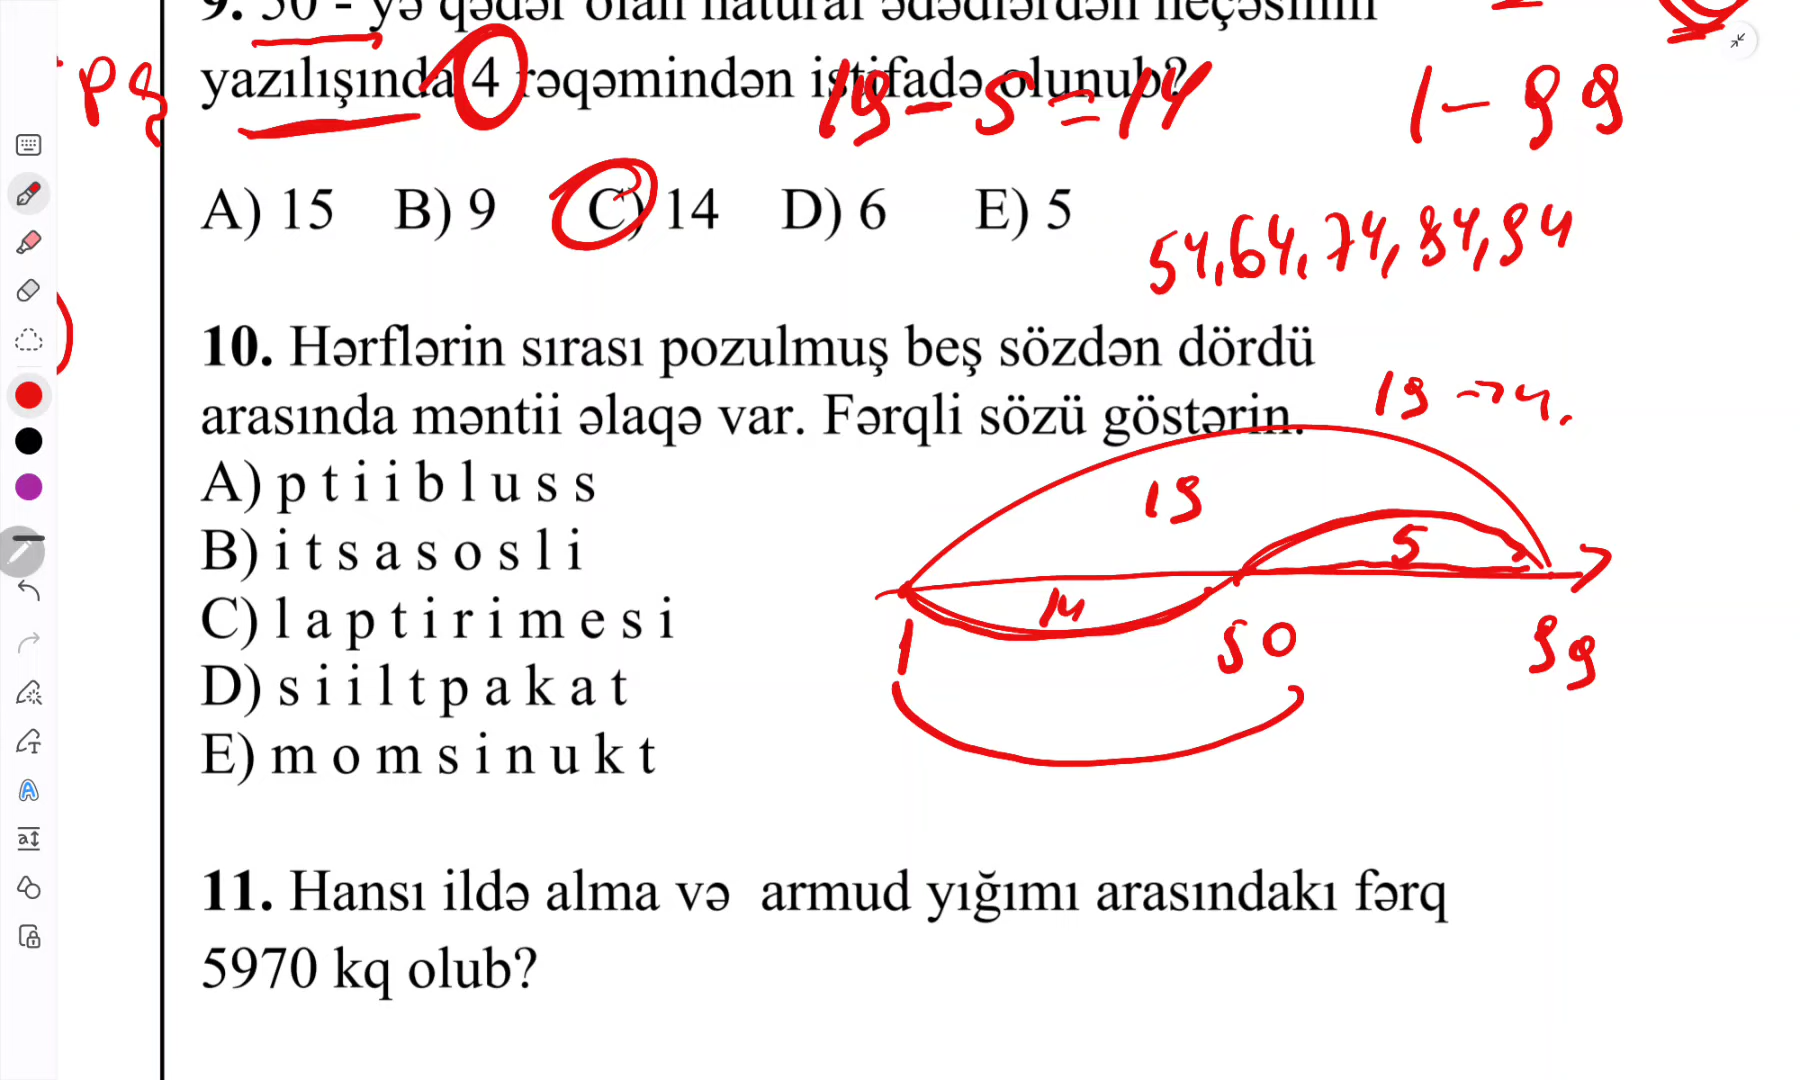 9. 50 - yə qədər olan natural ədədlərdən neçəsinin
yazılışında 4 rəqəmindən istifadə olunub?
19 - 5 = 14
1 - 99
A) 15 B) 9 C) 14 D) 6 E) 5
54, 64, 74, 84, 94
10. Hərflərin sırası pozulmuş beş sözdən dördü
arasında məntii əlaqə var. Fərqli sözü göstərin.
A) p t i i b l u s s
B) i t s a s o s l i
C) l a p t i r i m e s i
D) s i i l t p a k a t
E) m o m s i n u k t
19
5
14
1
50
99
11. Hansı ildə alma və armud yığımı arasındakı fərq
5970 kq olub?